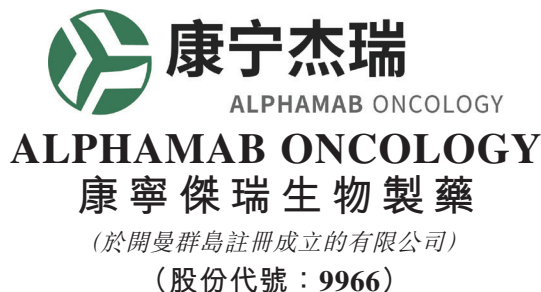 康宁杰瑞
ALPHAMAB ONCOLOGY
ALPHAMAB ONCOLOGY
康寧傑瑞生物製藥
(於開曼群島註冊成立的有限公司)
（股份代號：9966）